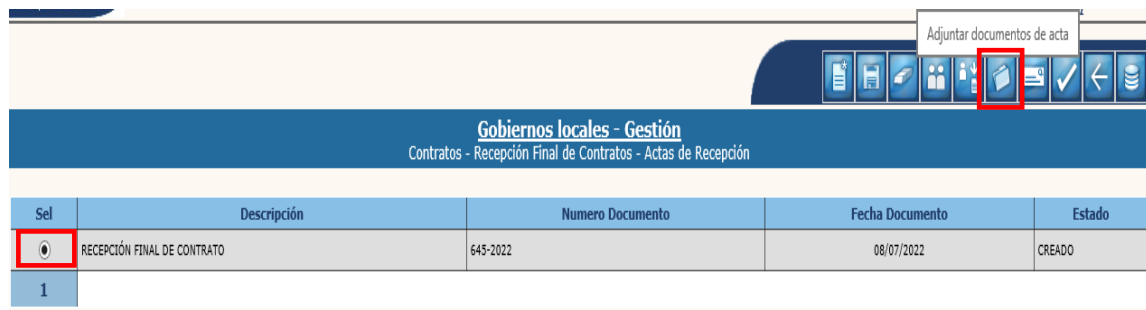 Adjuntar documentos de acta
Gobiernos locales - Gestión
Contratos - Recepción Final de Contratos - Actas de Recepción
Sel Descripción Numero Documento Fecha Documento Estado
RECEPCIÓN FINAL DE CONTRATO 645-2022 08/07/2022 CREADO
1